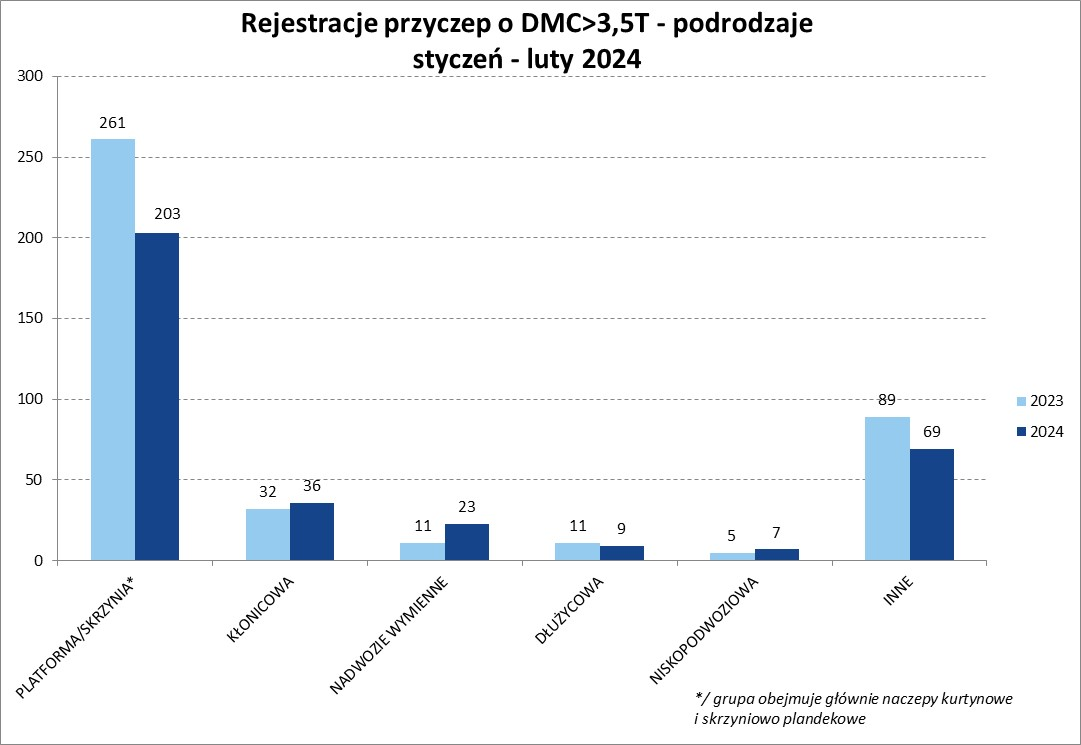 Rejestracje przyczep o DMC>3,5T - podrodzaje
styczeń - luty 2024
300
250
200
150
100
50
0
261
203
32
36
11
23
11
9
5
7
89
69
PLATFORMA/SKRZYNIA*
KŁONICOWA
NADWOZIE WYMIENNE
DŁUŻYCOWA
NISKOPODWOZIOWA
INNE
2023
2024
*/ grupa obejmuje głównie naczepy kurtynowe
i skrzyniowo plandekowe